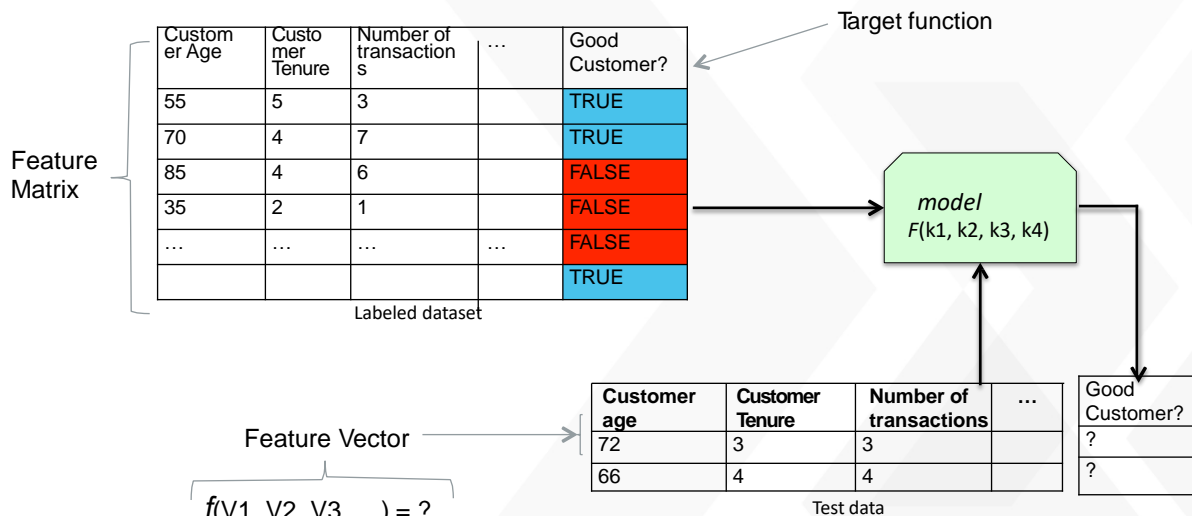 Target function
Custom
er Age
Custo
mer
Tenure
Number of
transaction
s
…
Good
Customer?
55 5 3 TRUE
70 4 7 TRUE
85 4 6 FALSE
35 2 1 FALSE
… … … … FALSE
TRUE
Feature
Matrix
Labeled dataset
model
F(k1, k2, k3, k4)
Customer
age
Customer
Tenure
Number of
transactions
…
72 3 3
66 4 4
Test data
Good
Customer?
?
?
Feature Vector
f(V1, V2, V3, ...) = ?